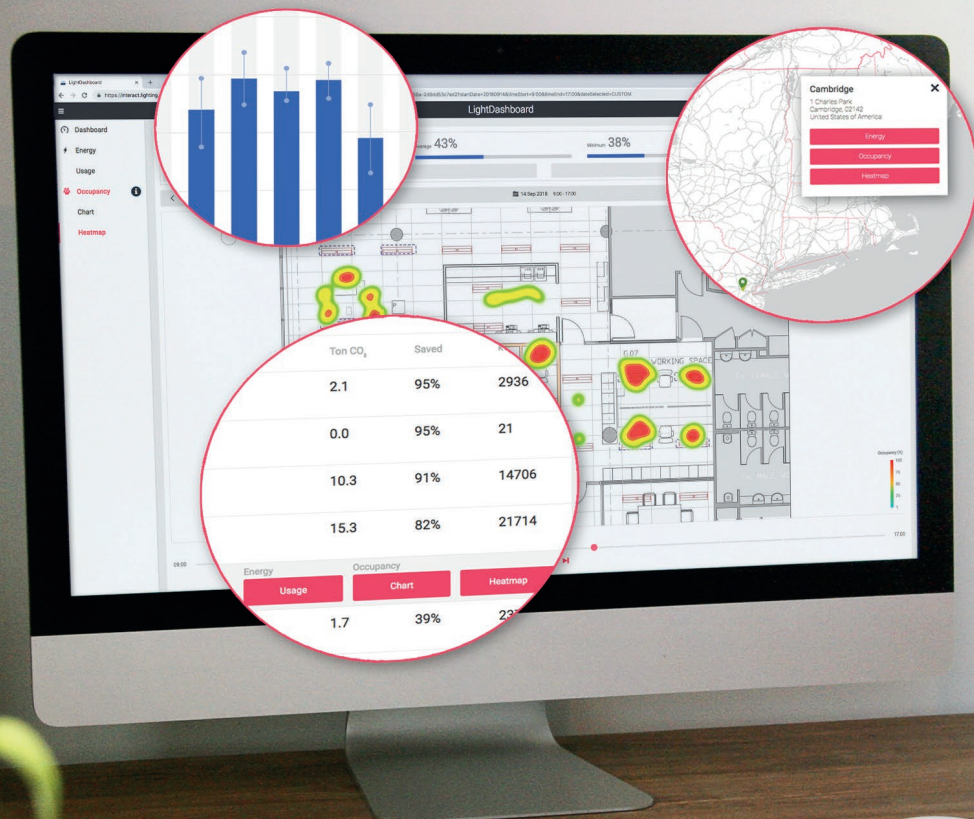 LightDashboard
https://interact.lighting.
LightDashboard
Dashboard
Energy
Usage
Occupancy
Chart
Heatmap
Average 43%
Minimum 38%
14 Sep 2018 9:00 - 17:00
P
G.07 WORKING SPACE
Occupancy (%)
09:00
17:00
Cambridge
1 Charles Park
Cambridge, 02142
United States of America
Energy
Occupancy
Heatmap
Ton CO₂ Saved
2.1 95% 2936
0.0 95% 21
10.3 91% 14706
15.3 82% 21714
Energy Occupancy
Usage Chart Heatmap
1.7 39%